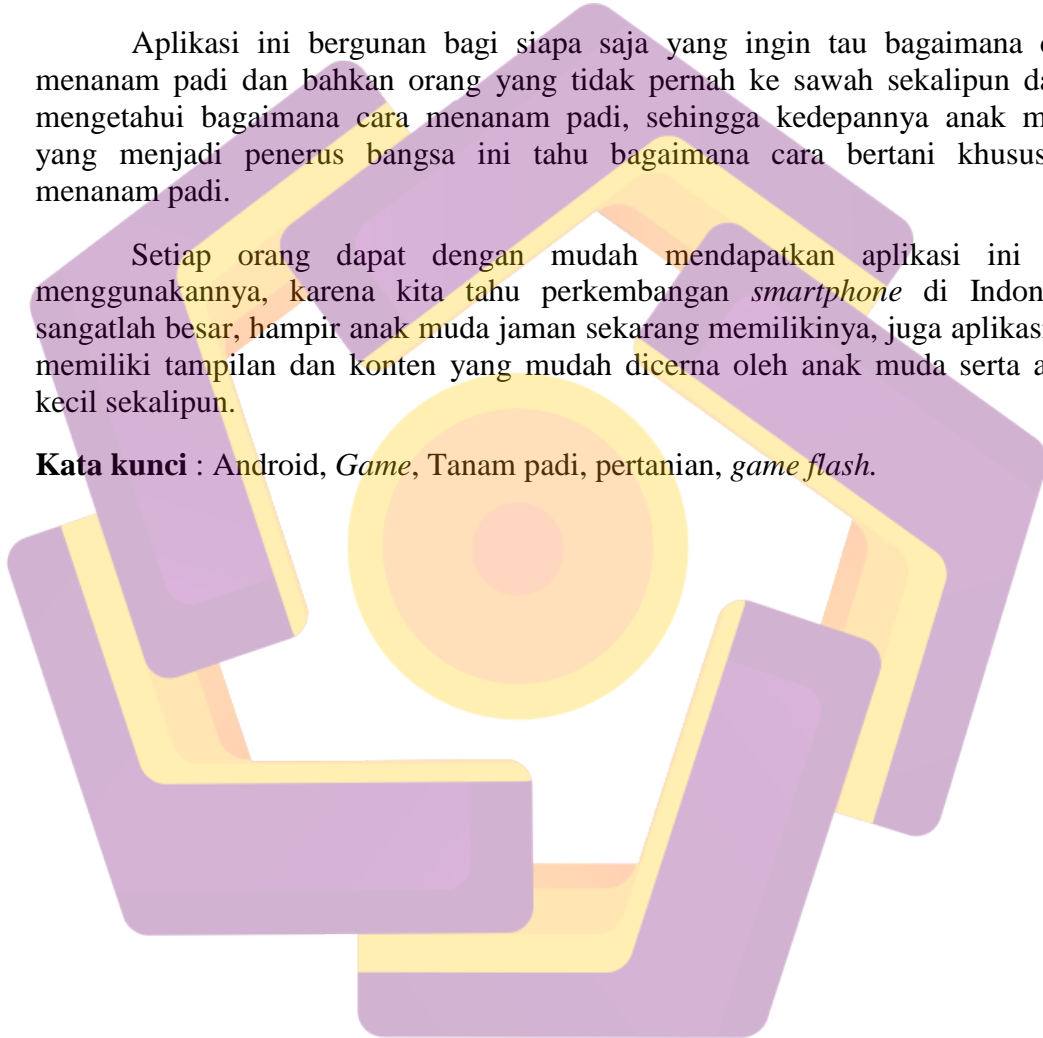 Aplikasi ini bergunan bagi siapa saja yang ingin tau bagaimana
menanam padi dan bahkan orang yang tidak pernah ke sawah sekalipun da
mengetahui bagaimana cara menanam padi, sehingga kedepannya anak m
yang menjadi penerus bangsa ini tahu bagaimana cara bertani khusus
menanam padi.
Setiap orang dapat dengan mudah mendapatkan aplikasi ini
menggunakannya, karena kita tahu perkembangan smartphone di Indon
sangatlah besar, hampir anak muda jaman sekarang memilikinya, juga aplikasi
memiliki tampilan dan konten yang mudah dicerna oleh anak muda serta a
kecil sekalipun.
Kata kunci : Android, Game, Tanam padi, pertanian, game flash.